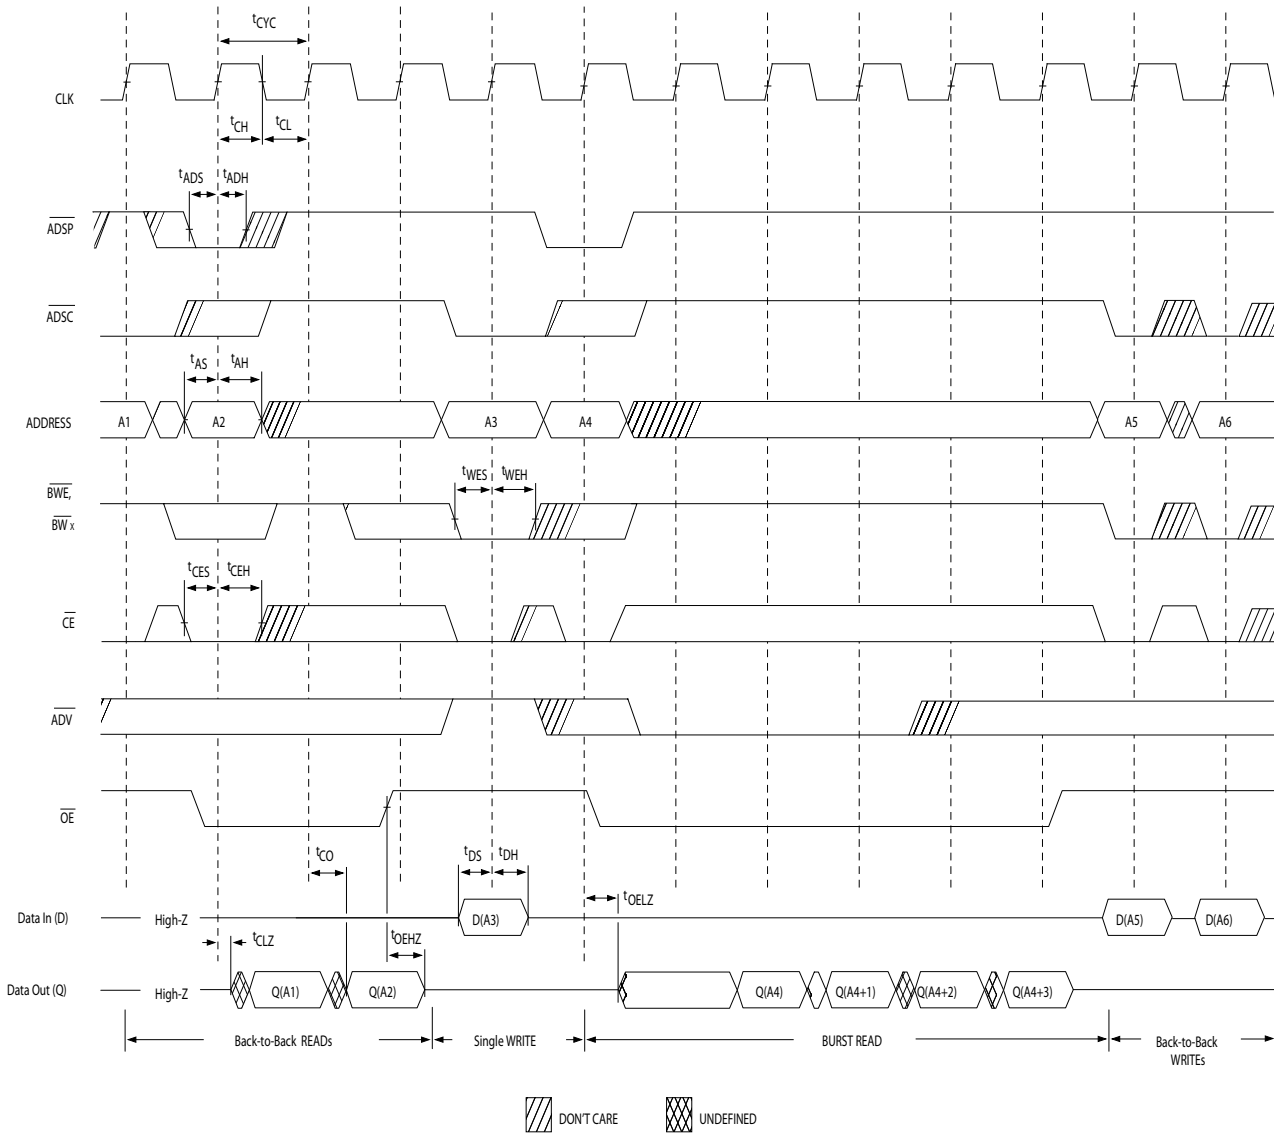 tCYC
CLK
tCH
tCL
tADS
tADH
ADSP
ADSC
tAS
tAH
ADDRESS
A1
A2
A3
A4
A5
A6
tWES
tWEH
BWE,
BW x
tCES
tCEH
CE
ADV
OE
tCO
tDS
tDH
tOELZ
Data In (D)
High-Z
D(A3)
D(A5)
D(A6)
tCLZ
tOEHZ
Data Out (Q)
High-Z
Q(A1)
Q(A2)
Q(A4)
Q(A4+1)
Q(A4+2)
Q(A4+3)
Back-to-Back READs
Single WRITE
BURST READ
Back-to-Back
WRITEs
DON'T CARE
UNDEFINED